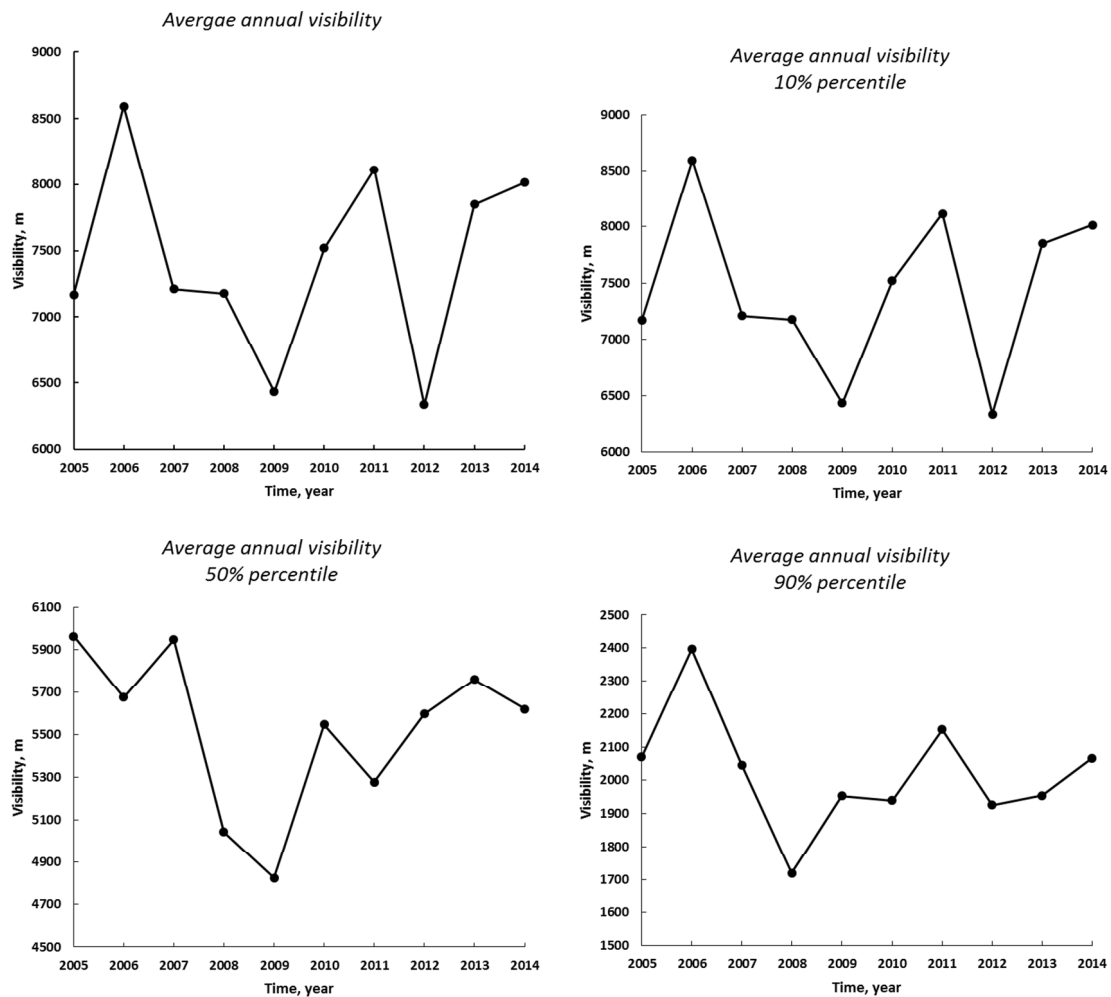 Avergae annual visibility
9000
8500
8000
7500
7000
6500
6000
Visibility, m
2005 2006 2007 2008 2009 2010 2011 2012 2013 2014
Time, year
Average annual visibility
10% percentile
9000
8500
8000
7500
7000
6500
6000
Visibility, m
2005 2006 2007 2008 2009 2010 2011 2012 2013 2014
Time, year
Average annual visibility
50% percentile
6100
5900
5700
5500
5300
5100
4900
4700
4500
Visibility, m
2005 2006 2007 2008 2009 2010 2011 2012 2013 2014
Time, year
Average annual visibility
90% percentile
2500
2400
2300
2200
2100
2000
1900
1800
1700
1600
1500
Visibility, m
2005 2006 2007 2008 2009 2010 2011 2012 2013 2014
Time, year